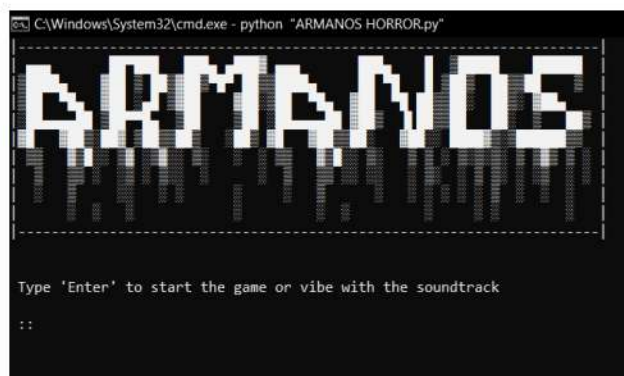 C:\Windows\System32\cmd.exe - python "ARMANOS HORROR.py"
ARMANOS
Type 'Enter' to start the game or vibe with the soundtrack
::